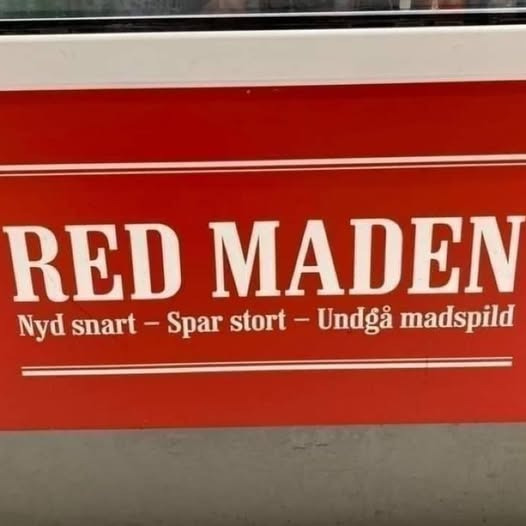 RED MADEN
Nyd snart – Spar stort – Undgå madspild